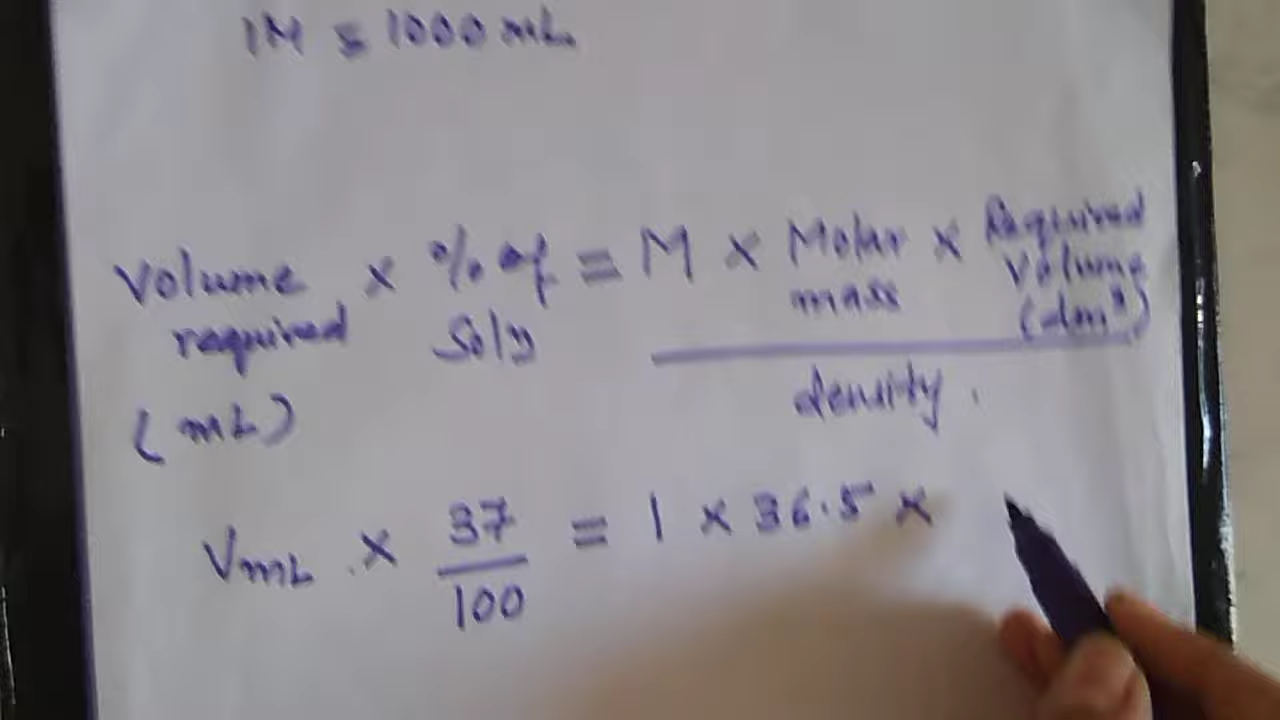 1M = 1000 mL
Volume × % of = M × Molar × Required
required soln mass Volume
(mL) (dm³)
density.
VmL × 37 = 1 × 36.5 ×
100